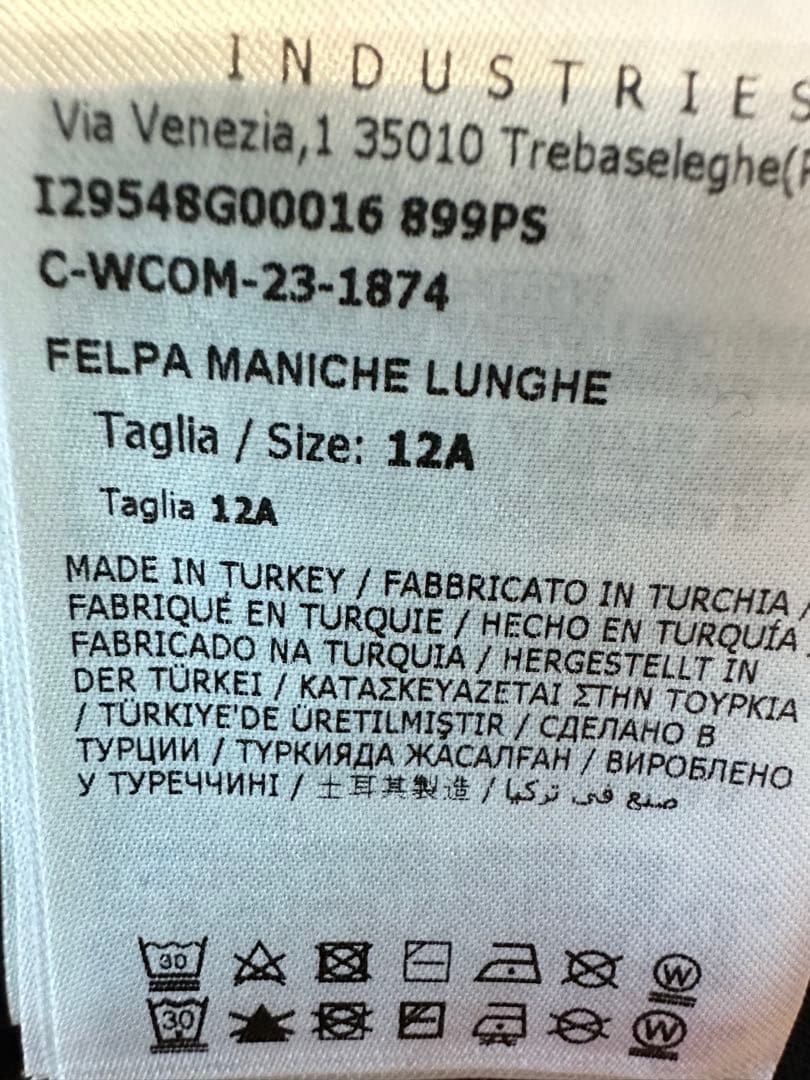 INDUSTRIES
Via Venezia,1 35010 Trebaseleghe(P
I29548G00016 899PS
C-WCOM-23-1874
FELPA MANICHE LUNGHE
Taglia / Size: 12A
Taglia 12A
MADE IN TURKEY / FABBRICATO IN TURCHIA /
FABRIQUÉ EN TURQUIE / HECHO EN TURQUÍA /
FABRICADO NA TURQUIA / HERGESTELLT IN
DER TÜRKEI / ΚΑΤΑΣΚΕΥΑΖΕΤΑΙ ΣΤΗΝ ΤΟΥΡΚΙΑ
/ TÜRKIYE'DE ÜRETILMIŞTIR / СДЕЛАНО В
ТУРЦИИ / ТҮРКИЯДА ЖАСАЛҒАН / ВИРОБЛЕНО
У ТУРЕЧЧИНІ / 土耳其製造 / صنع في تركيا
30 W
30 W